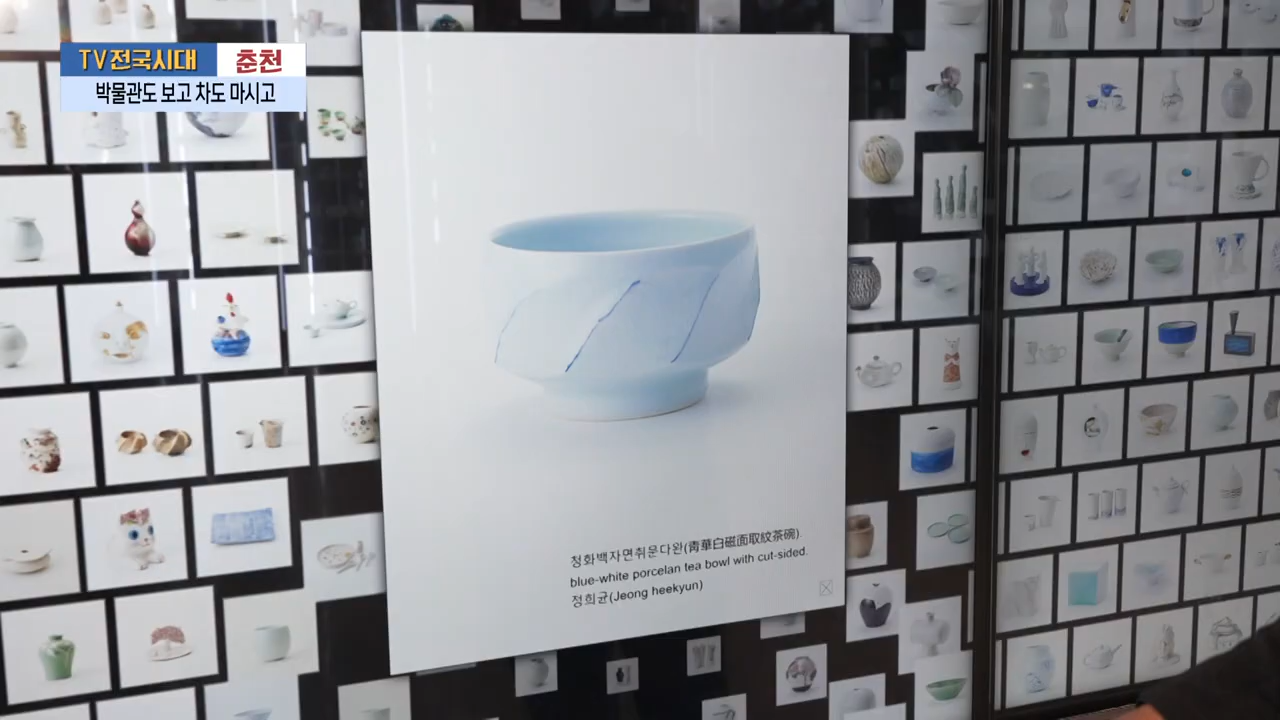 TV전국시대 춘천
박물관도 보고 차도 마시고
청화백자면취문다완(靑華白磁面取紋茶碗).
blue-white porcelain tea bowl with cut-sided.
정희균(Jeong heekyun)